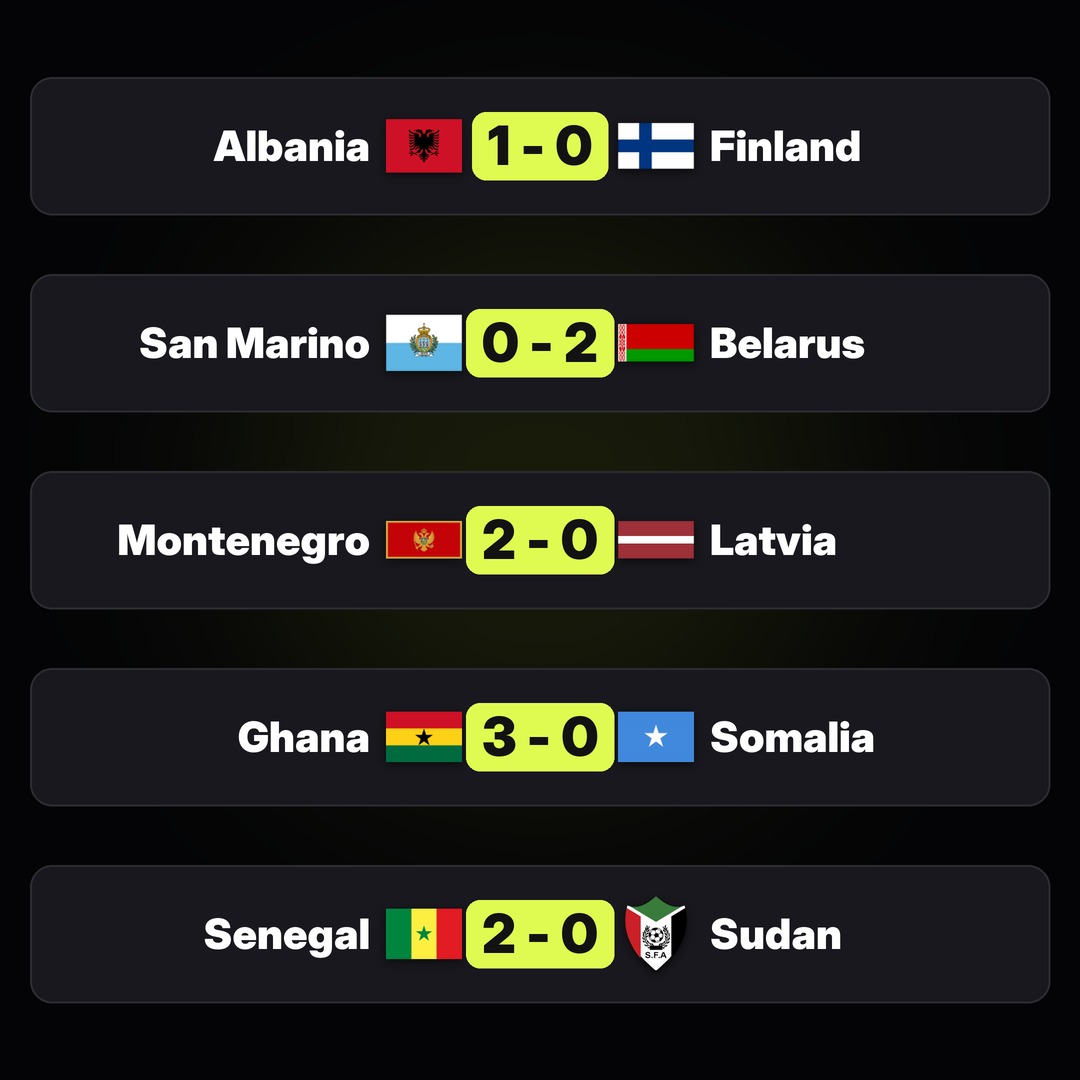 Albania 1 - 0 Finland
San Marino 0 - 2 Belarus
Montenegro 2 - 0 Latvia
Ghana 3 - 0 Somalia
Senegal 2 - 0 Sudan
S.F.A